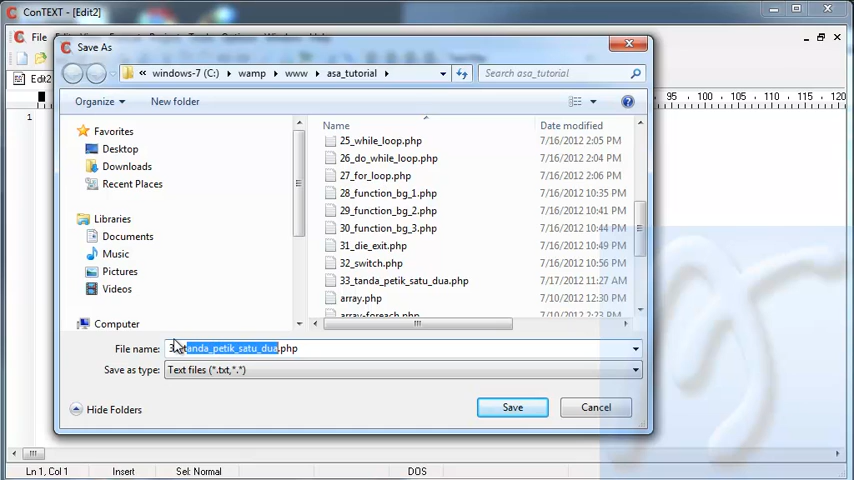 ConTEXT - [Edit2]
File
Edit2
95 100 105 110 115 120
1
Save As
« windows-7 (C:) wamp www asa_tutorial
Search asa_tutorial
Organize
New folder
Name
Date modified
Favorites
Desktop
Downloads
Recent Places
Libraries
Documents
Music
Pictures
Videos
Computer
25_while_loop.php 7/16/2012 2:05 PM
26_do_while_loop.php 7/16/2012 2:04 PM
27_for_loop.php 7/16/2012 2:06 PM
28_function_bg_1.php 7/16/2012 10:35 PM
29_function_bg_2.php 7/16/2012 10:41 PM
30_function_bg_3.php 7/16/2012 10:44 PM
31_die_exit.php 7/16/2012 10:49 PM
32_switch.php 7/16/2012 10:56 PM
33_tanda_petik_satu_dua.php 7/17/2012 11:27 AM
array.php 7/10/2012 12:30 PM
array-foreach.php
File name:
tanda_petik_satu_dua.php
Save as type:
Text files (*.txt,*.*)
Hide Folders
Save
Cancel
Ln 1, Col 1
Insert
Sel: Normal
DOS